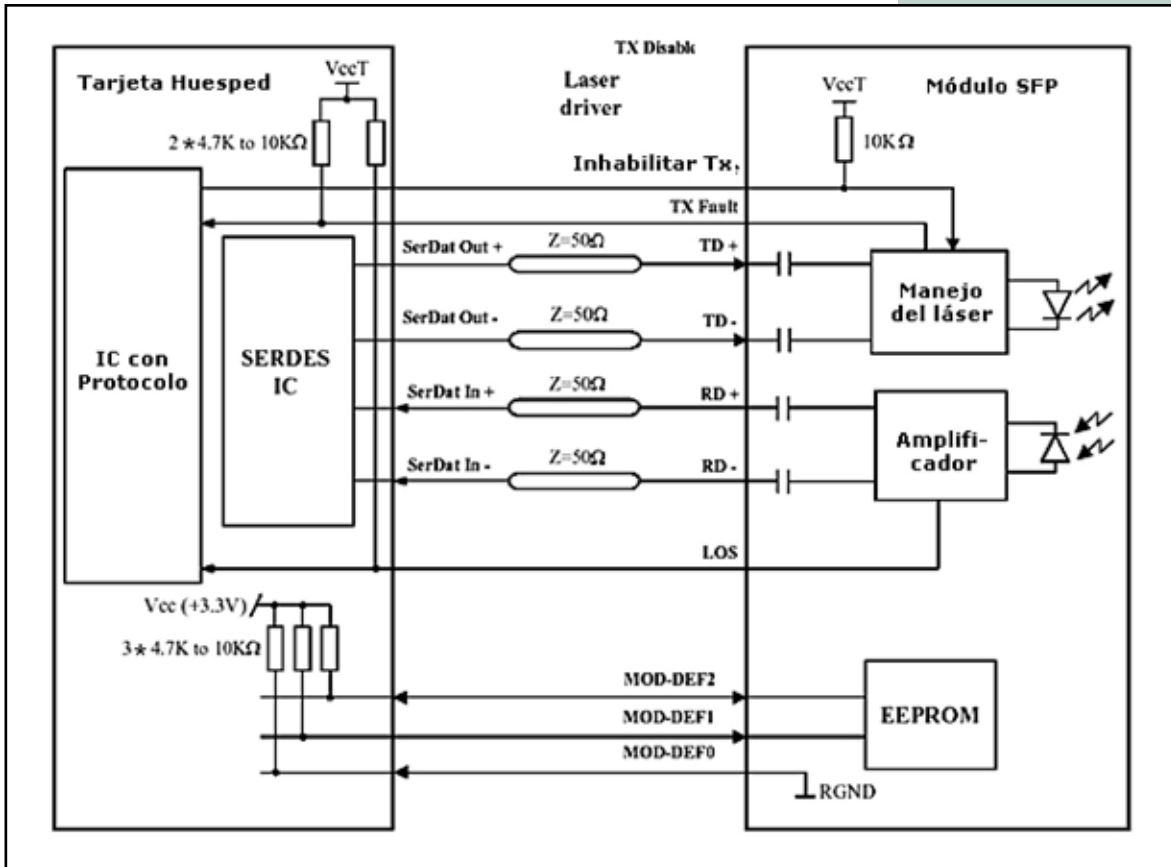 TX Disabk
Tarjeta Huesped
VccT
Laser
driver
VccT
Módulo SFP
2*4.7K to 10KΩ
10KΩ
Inhabilitar Tx,
TX Fault
SerDat Out +
Z=50Ω
TD +
SerDat Out -
Z=50Ω
TD -
Manejo
del láser
IC con
Protocolo
SERDES
IC
SerDat In +
Z=50Ω
RD +
SerDat In -
Z=50Ω
RD -
Amplifi-
cador
LOS
Vcc (+3.3V)
3*4.7K to 10KΩ
MOD-DEF2
MOD-DEF1
MOD-DEF0
EEPROM
RGND